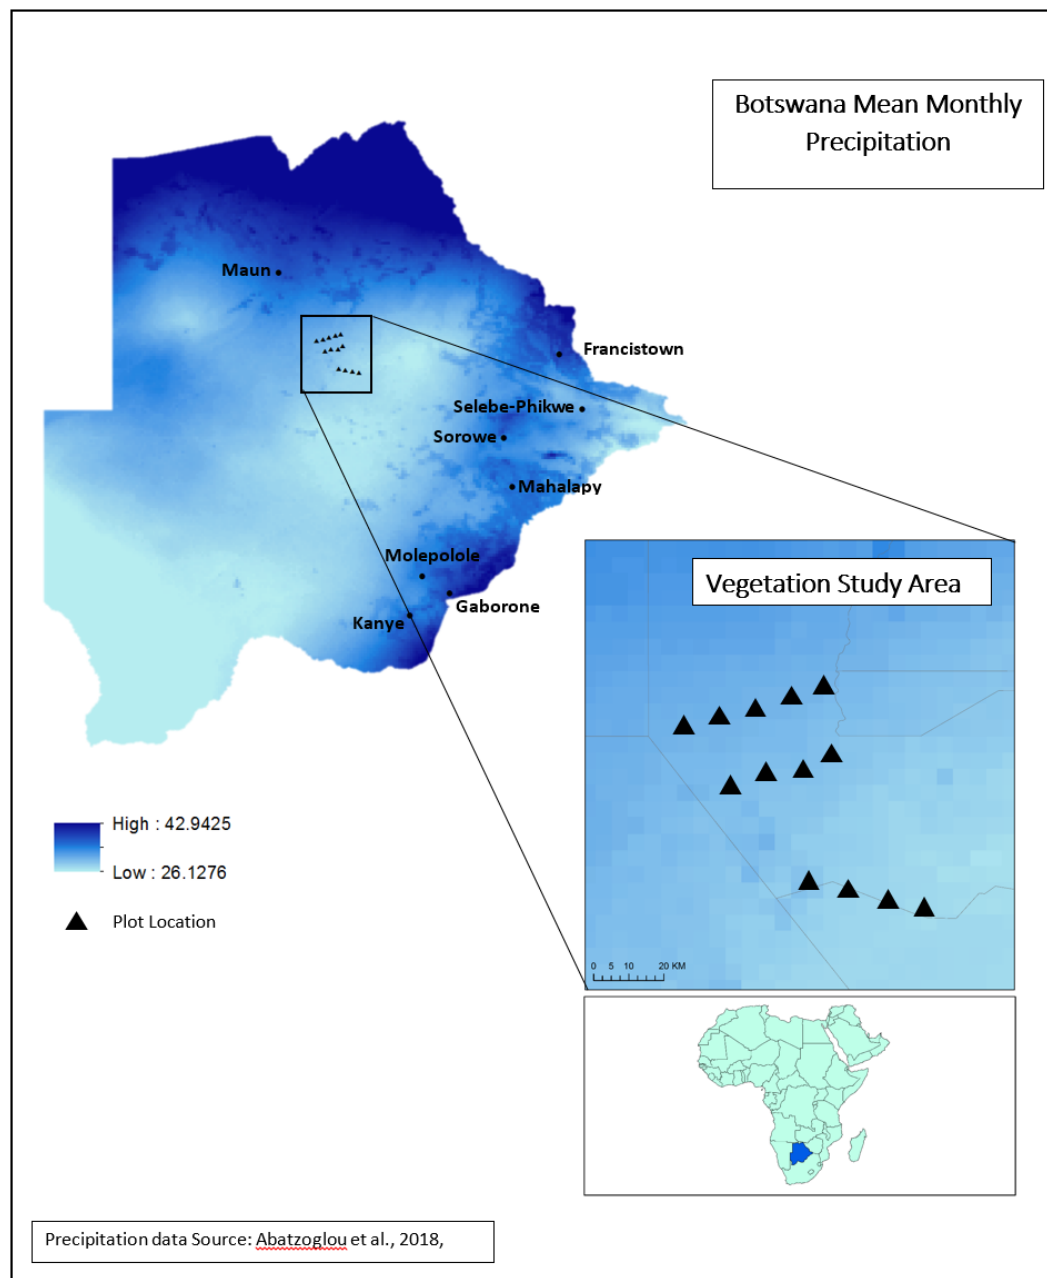 Botswana Mean Monthly
Precipitation
Maun
Francistown
Selebe-Phikwe
Sorowe
Mahalapy
Molepolole
Gaborone
Kanye
Vegetation Study Area
High : 42.9425
Low : 26.1276
Plot Location
0 5 10 20 KM
Precipitation data Source: Abatzoglou et al., 2018,